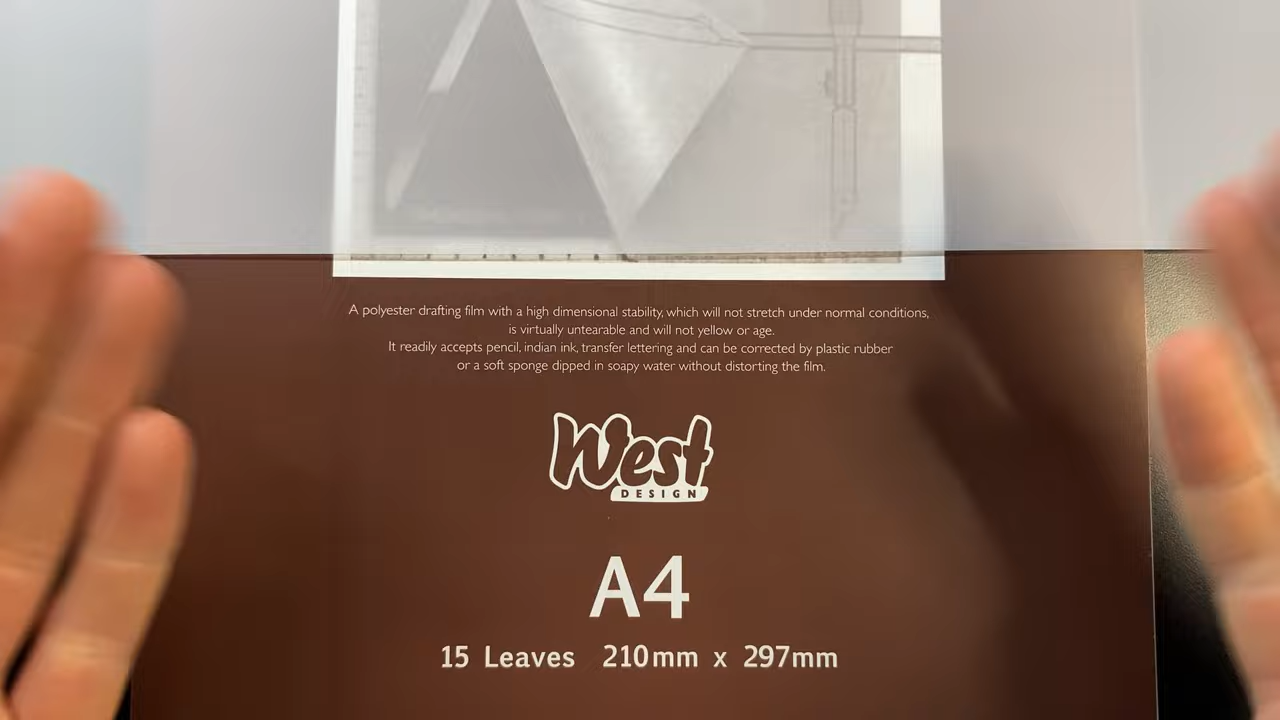 A polyester drafting film with a high dimensional stability, which will not stretch under normal conditions,
is virtually untearable and will not yellow or age.
It readily accepts pencil, indian ink, transfer lettering and can be corrected by plastic rubber
or a soft sponge dipped in soapy water without distorting the film.
West
DESIGN
A4
15 Leaves 210mm x 297mm